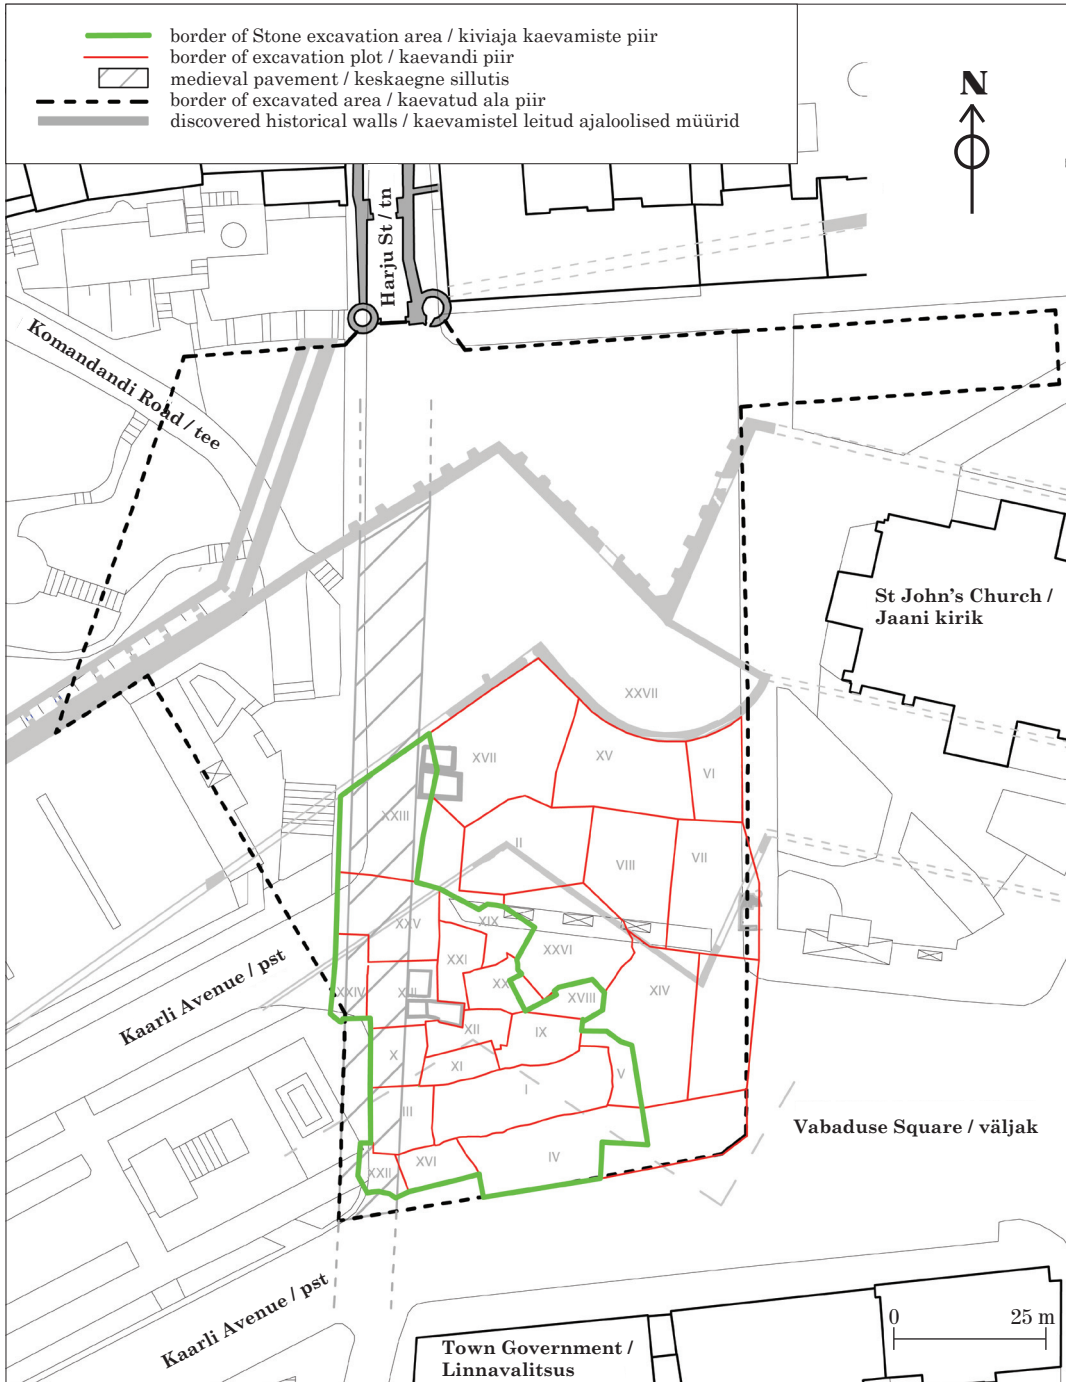 border of Stone excavation area / kiviaja kaevamiste piir
border of excavation plot / kaevandi piir
medieval pavement / keskaegne sillutis
border of excavated area / kaevatud ala piir
discovered historical walls / kaevamistel leitud ajaloolised müürid
N
Harju St / tn
Komandandi Road / tee
St John's Church /
Jaani kirik
XXVII
XVII
XV
VI
XXIII
II
VIII
VII
XIX
XXV
XXVI
XXI
XXIV
XVIII
XIV
XII
IX
X
XI
V
I
III
XVI
IV
XXII
Kaarli Avenue / pst
Vabaduse Square / väljak
Kaarli Avenue / pst
Town Government /
Linnavalitsus
0 25 m